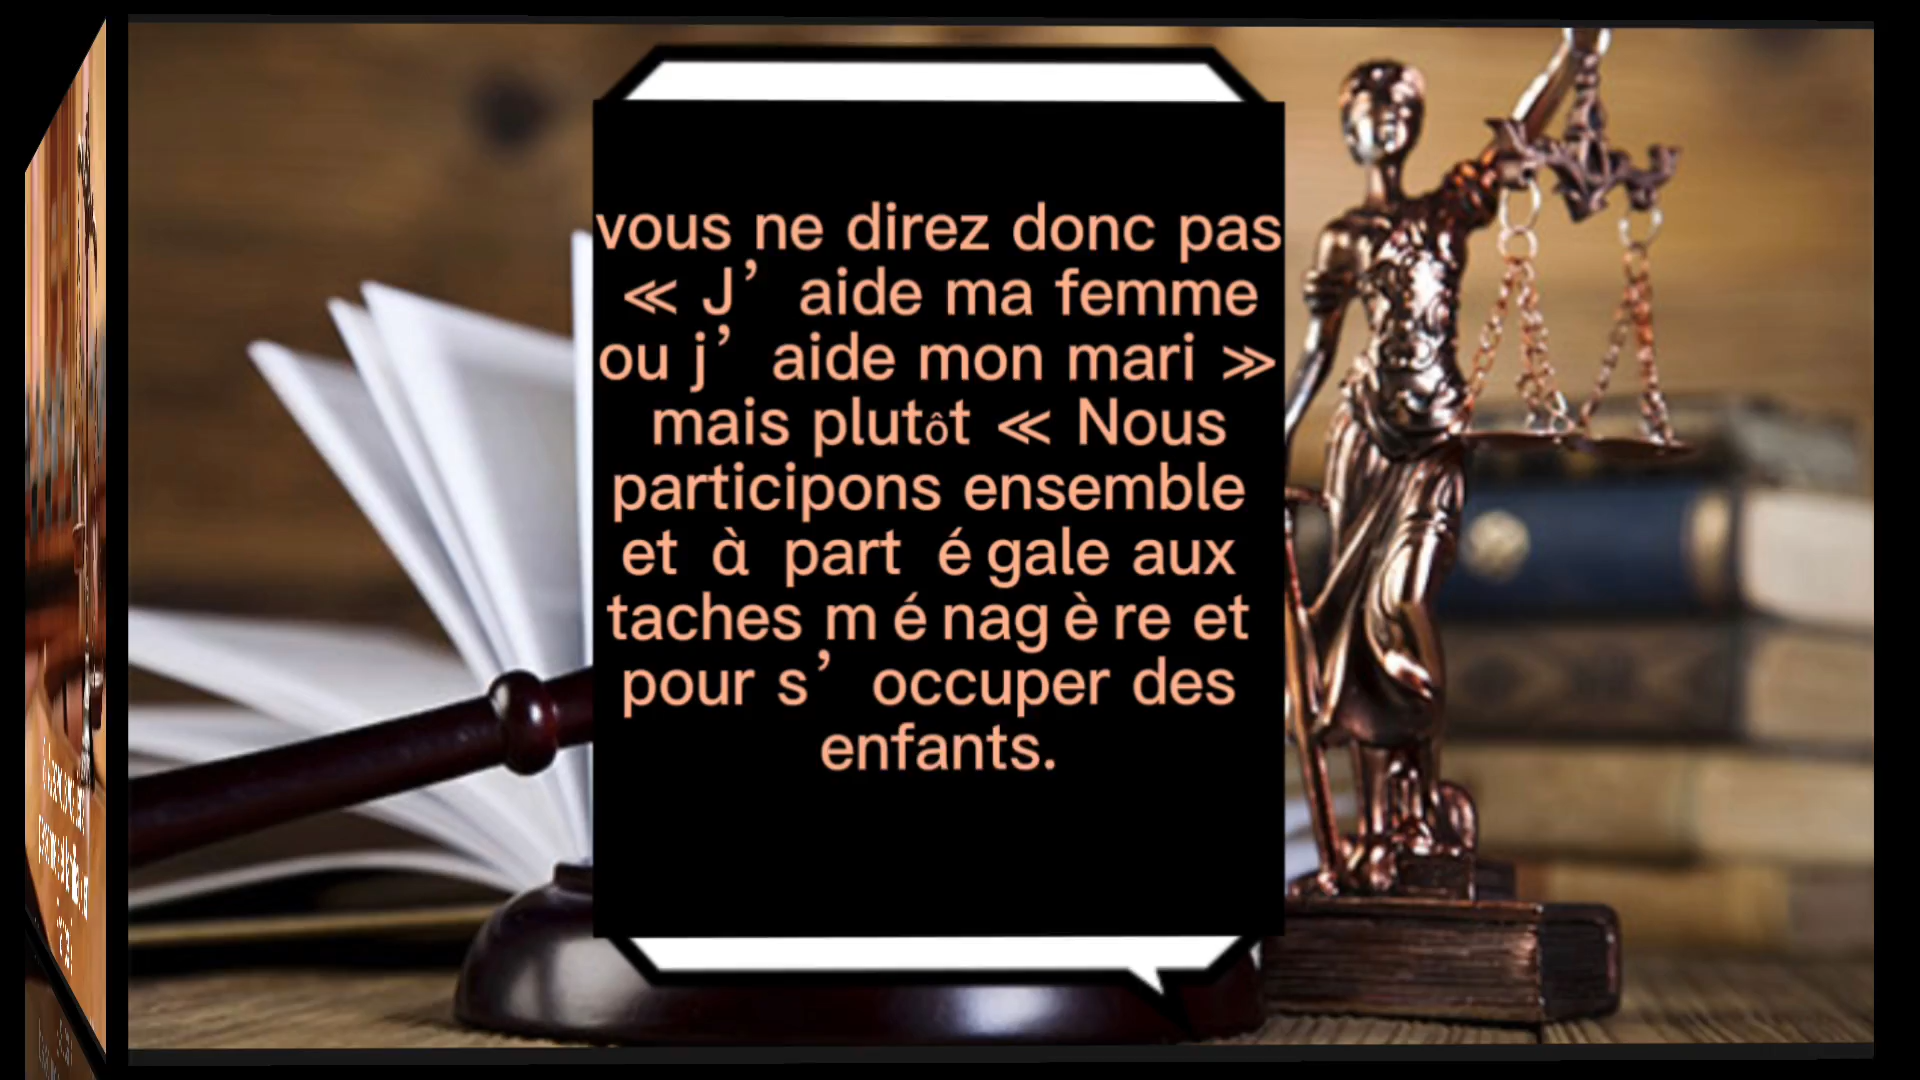 vous ne direz donc pas
≪ J’ aide ma femme
ou j’ aide mon mari ≫
mais plutôt ≪ Nous
participons ensemble
et à part égale aux
taches ménagère et
pour s’ occuper des
enfants.